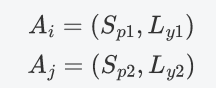 A_i = (S_{p1}, L_{y1})
A_j = (S_{p2}, L_{y2})